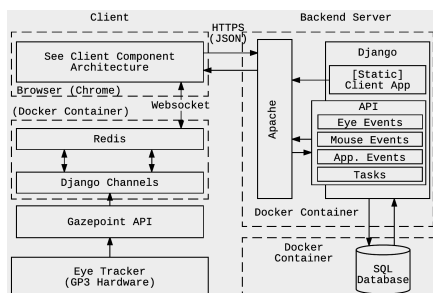 Client
Backend Server
HTTPS
(JSON)
See Client Component
Architecture
Browser (Chrome)
Websocket
(Docker Container)
Redis
Django Channels
Gazepoint API
Eye Tracker
(GP3 Hardware)
Apache
Django
[Static]
Client App
API
Eye Events
Mouse Events
App. Events
Tasks
Docker Container
Docker
Container
SQL
Database